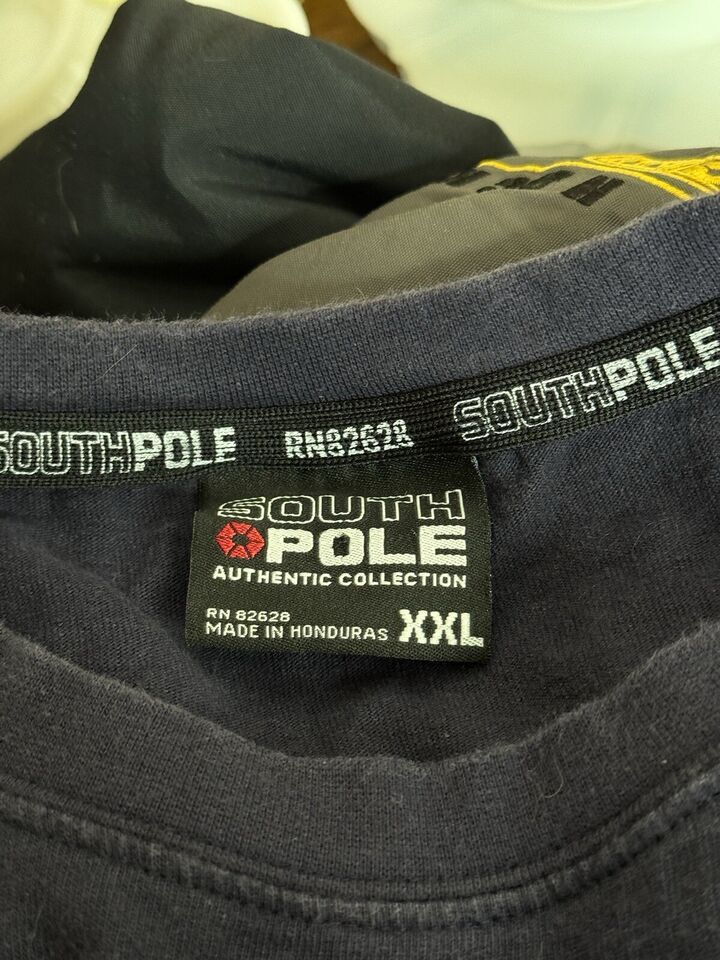 SOUTHPOLE RN82628 SOUTHPOLE
SOUTH
POLE
AUTHENTIC COLLECTION
RN 82628
MADE IN HONDURAS XXL